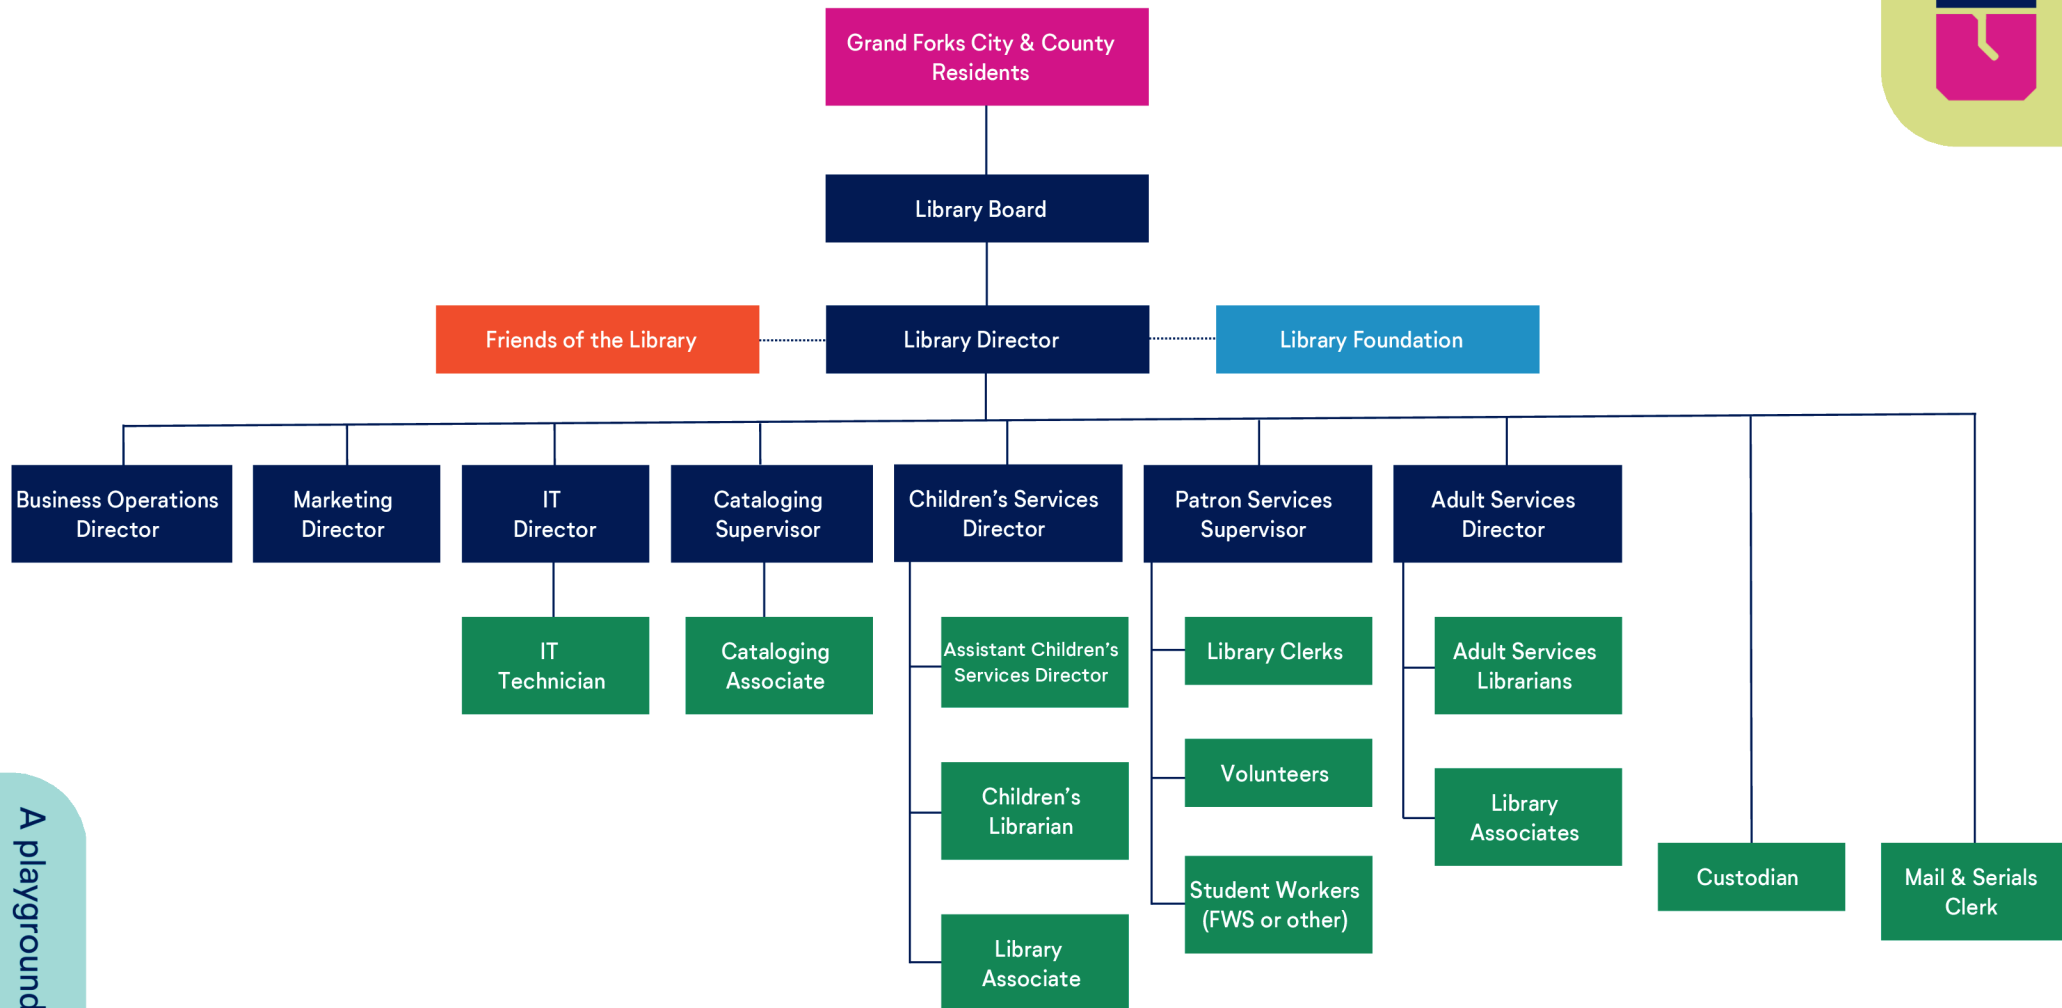 Grand Forks City & County
Residents
Library Board
Friends of the Library
Library Director
Library Foundation
Business Operations
Director
Marketing
Director
IT
Director
Cataloging
Supervisor
Children’s Services
Director
Patron Services
Supervisor
Adult Services
Director
IT
Technician
Cataloging
Associate
Assistant Children’s
Services Director
Children’s
Librarian
Library
Associate
Library Clerks
Volunteers
Student Workers
(FWS or other)
Adult Services
Librarians
Library
Associates
Custodian
Mail & Serials
Clerk
A playground